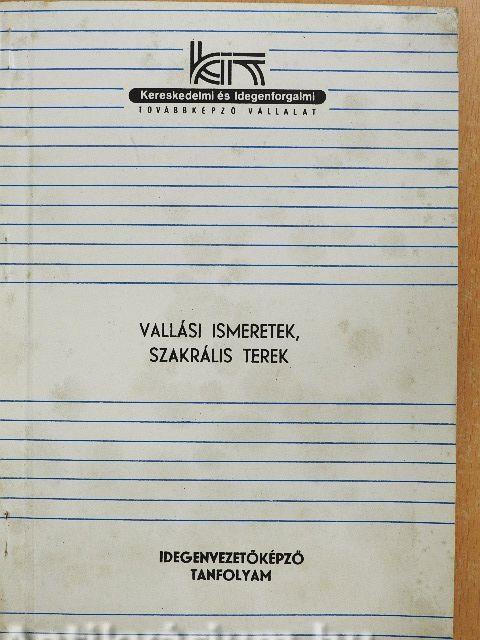 KIT
Kereskedelmi és Idegenforgalmi
TOVÁBBKÉPZŐ VÁLLALAT
VALLÁSI ISMERETEK,
SZAKRÁLIS TEREK
IDEGENVEZETŐKÉPZŐ
TANFOLYAM